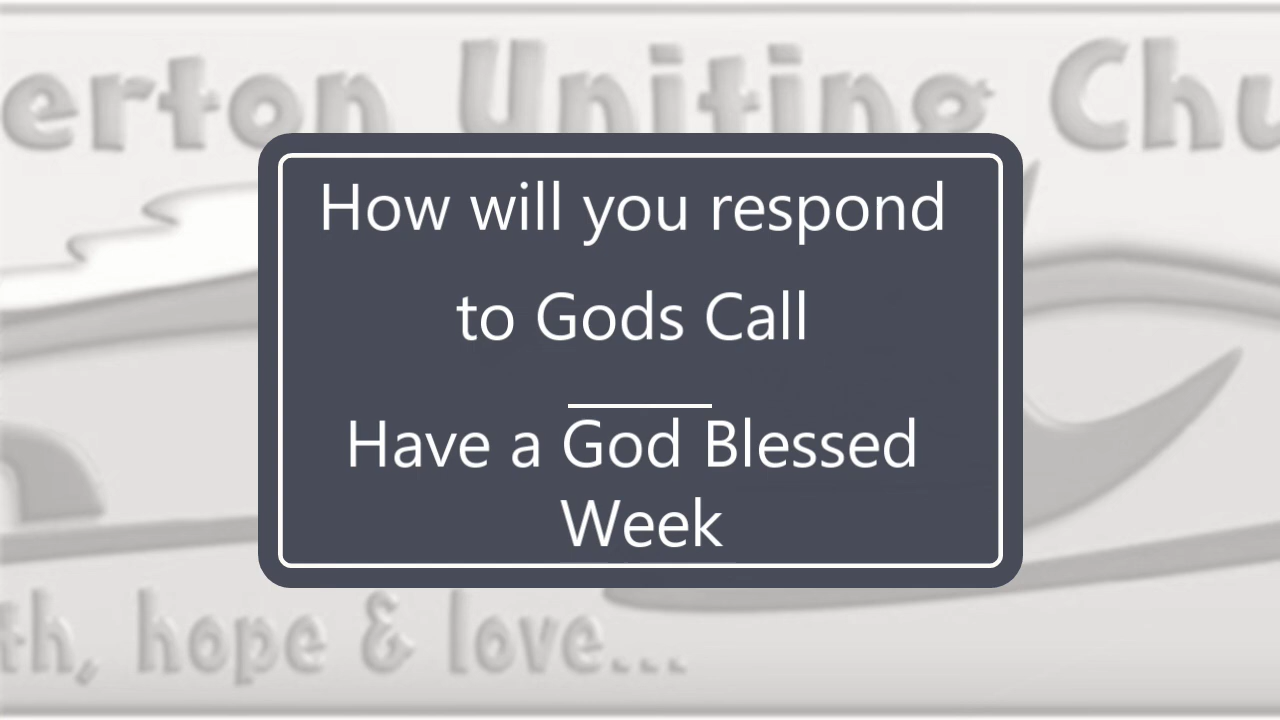 erton Uniting Chu
How will you respond
to Gods Call
Have a God Blessed
Week
th, hope & love...